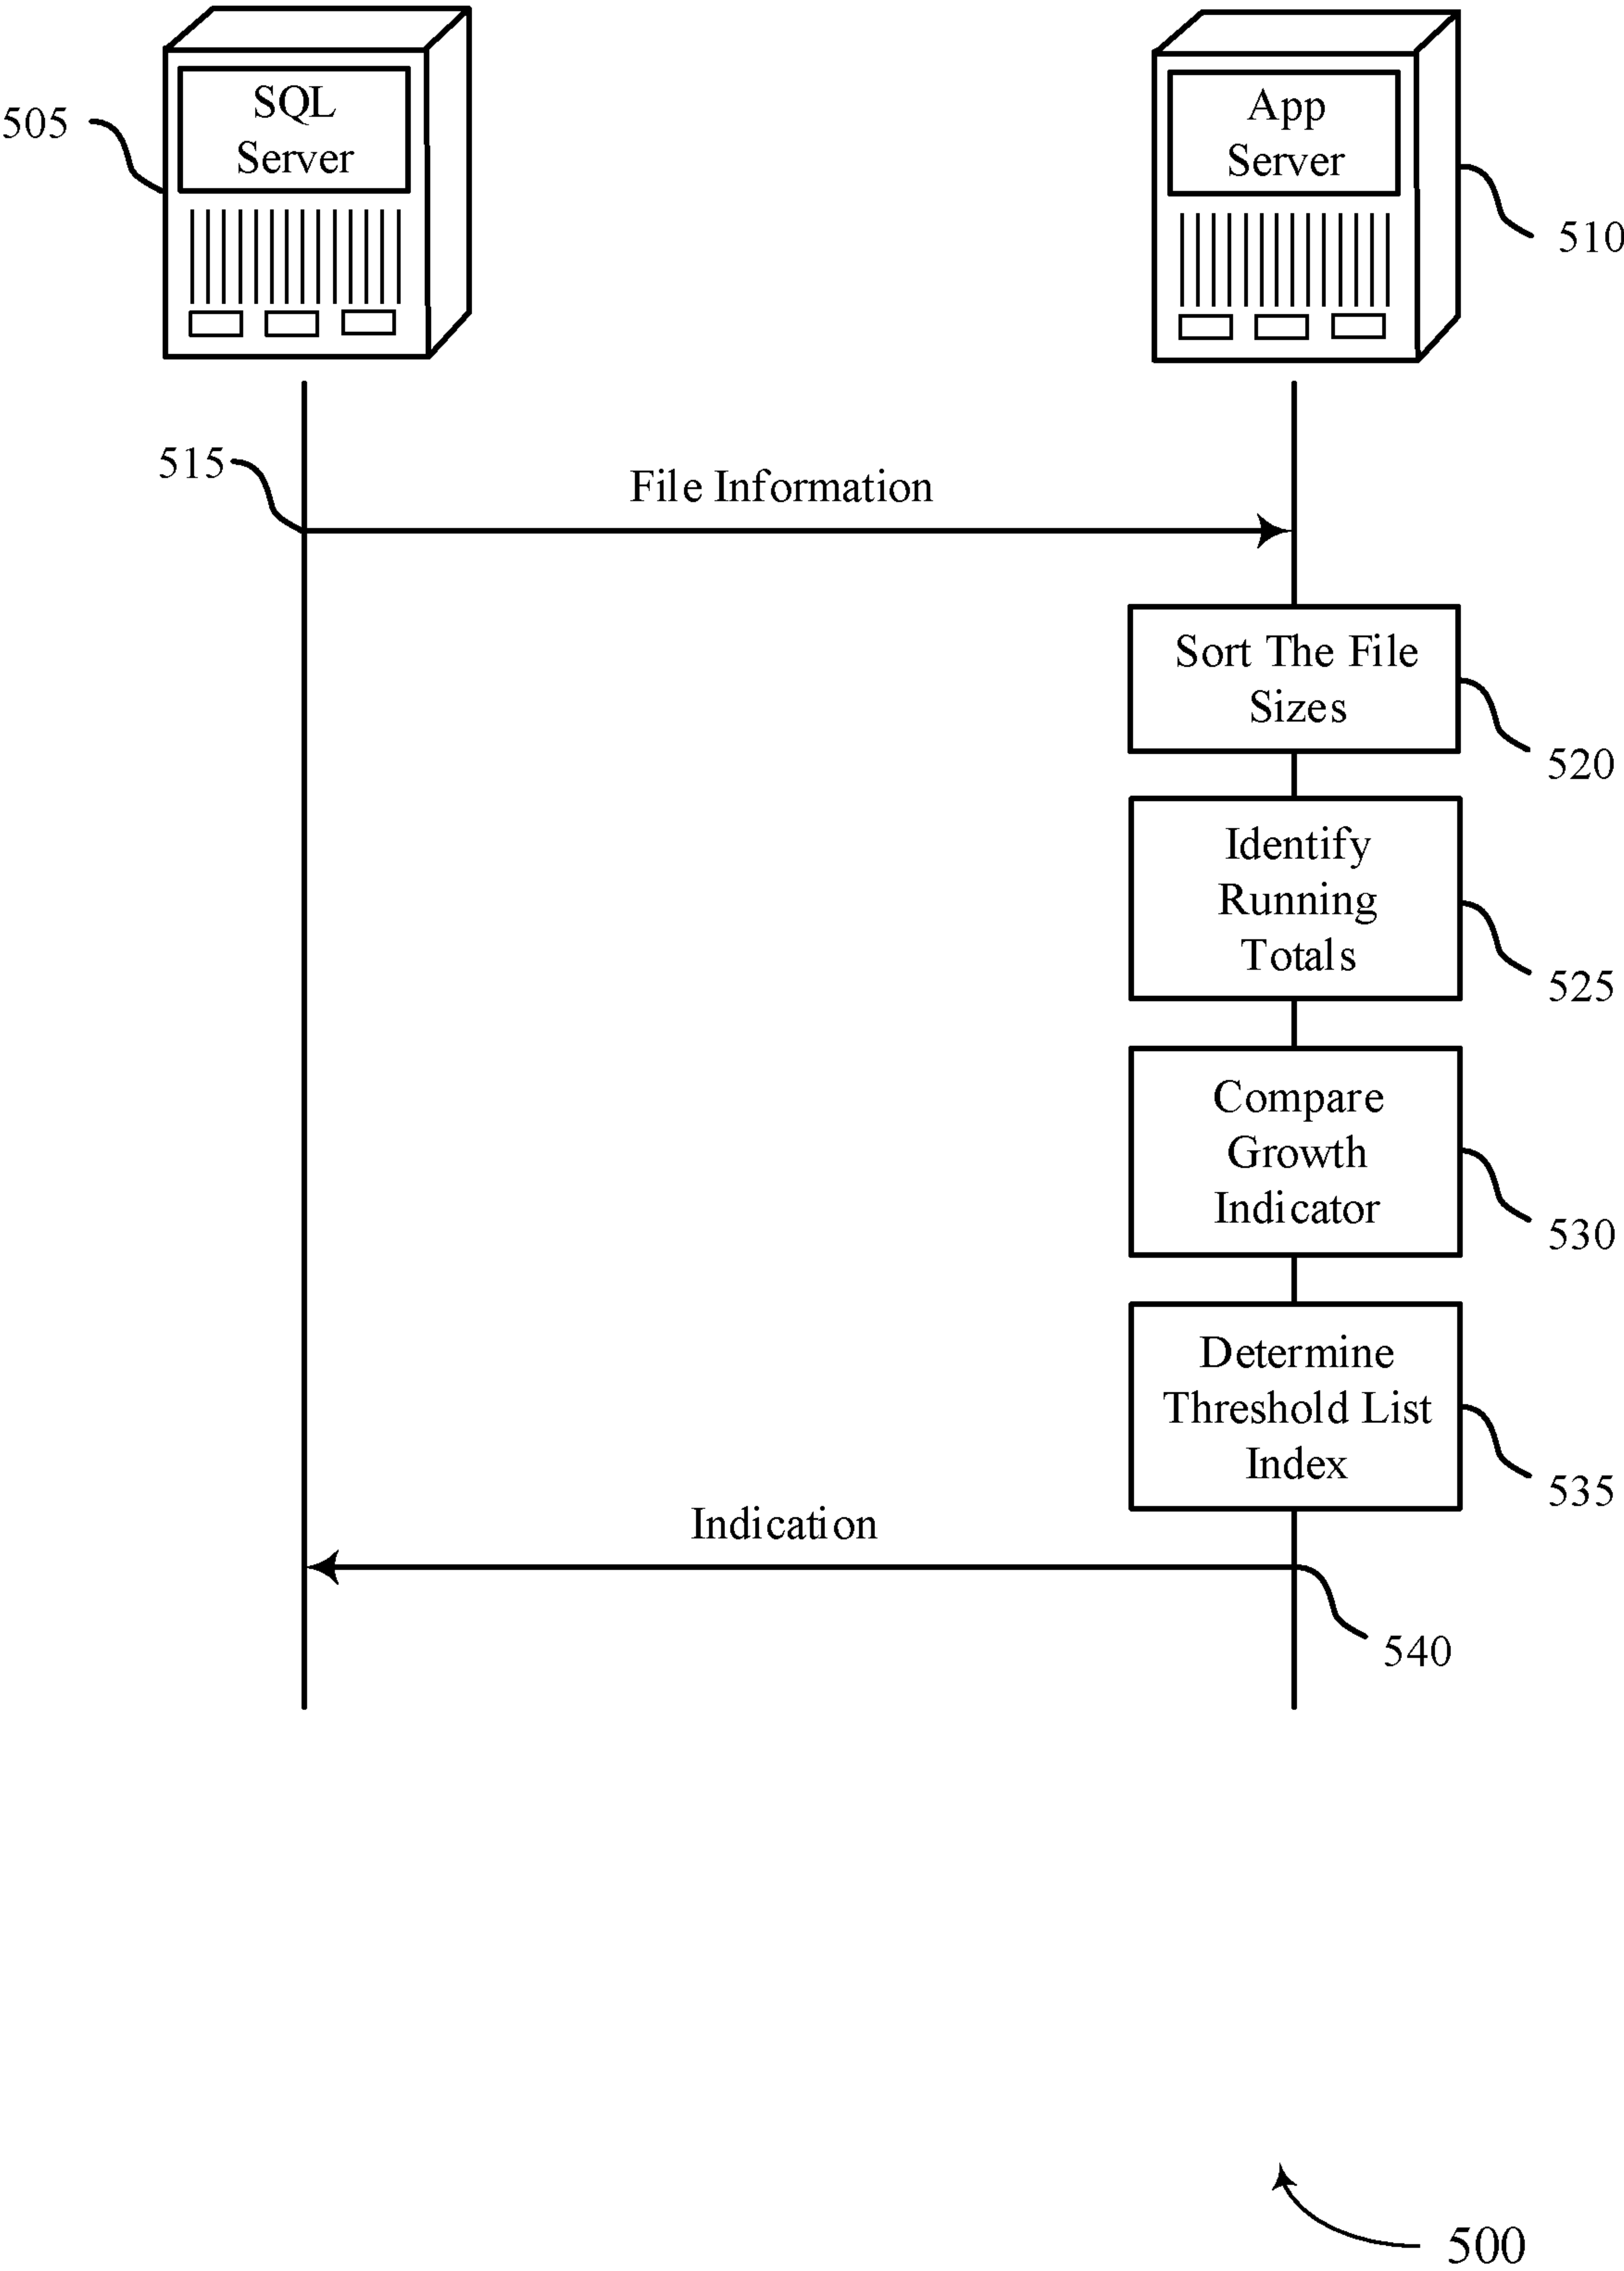 SQL
Server
505
App
Server
510
515
File Information
Sort The File
Sizes
520
Identify
Running
Totals
525
Compare
Growth
Indicator
530
Determine
Threshold List
Index
535
Indication
540
500